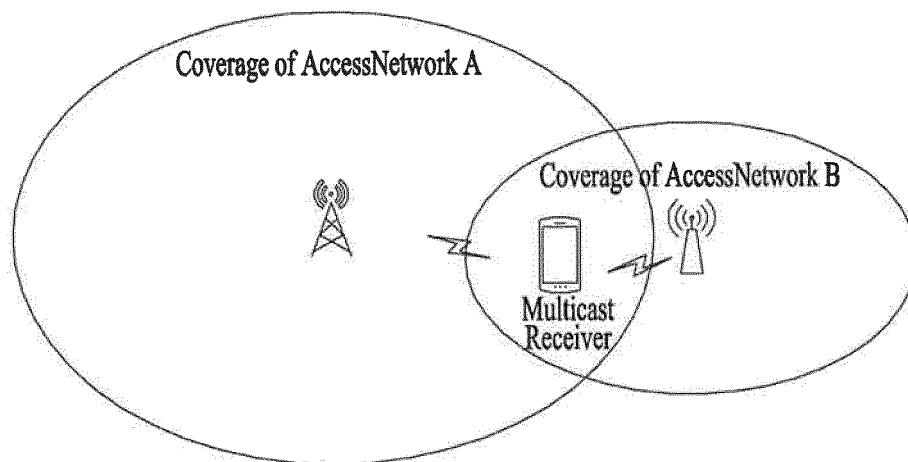 Coverage of AccessNetwork A
Coverage of AccessNetwork B
Multicast
Receiver